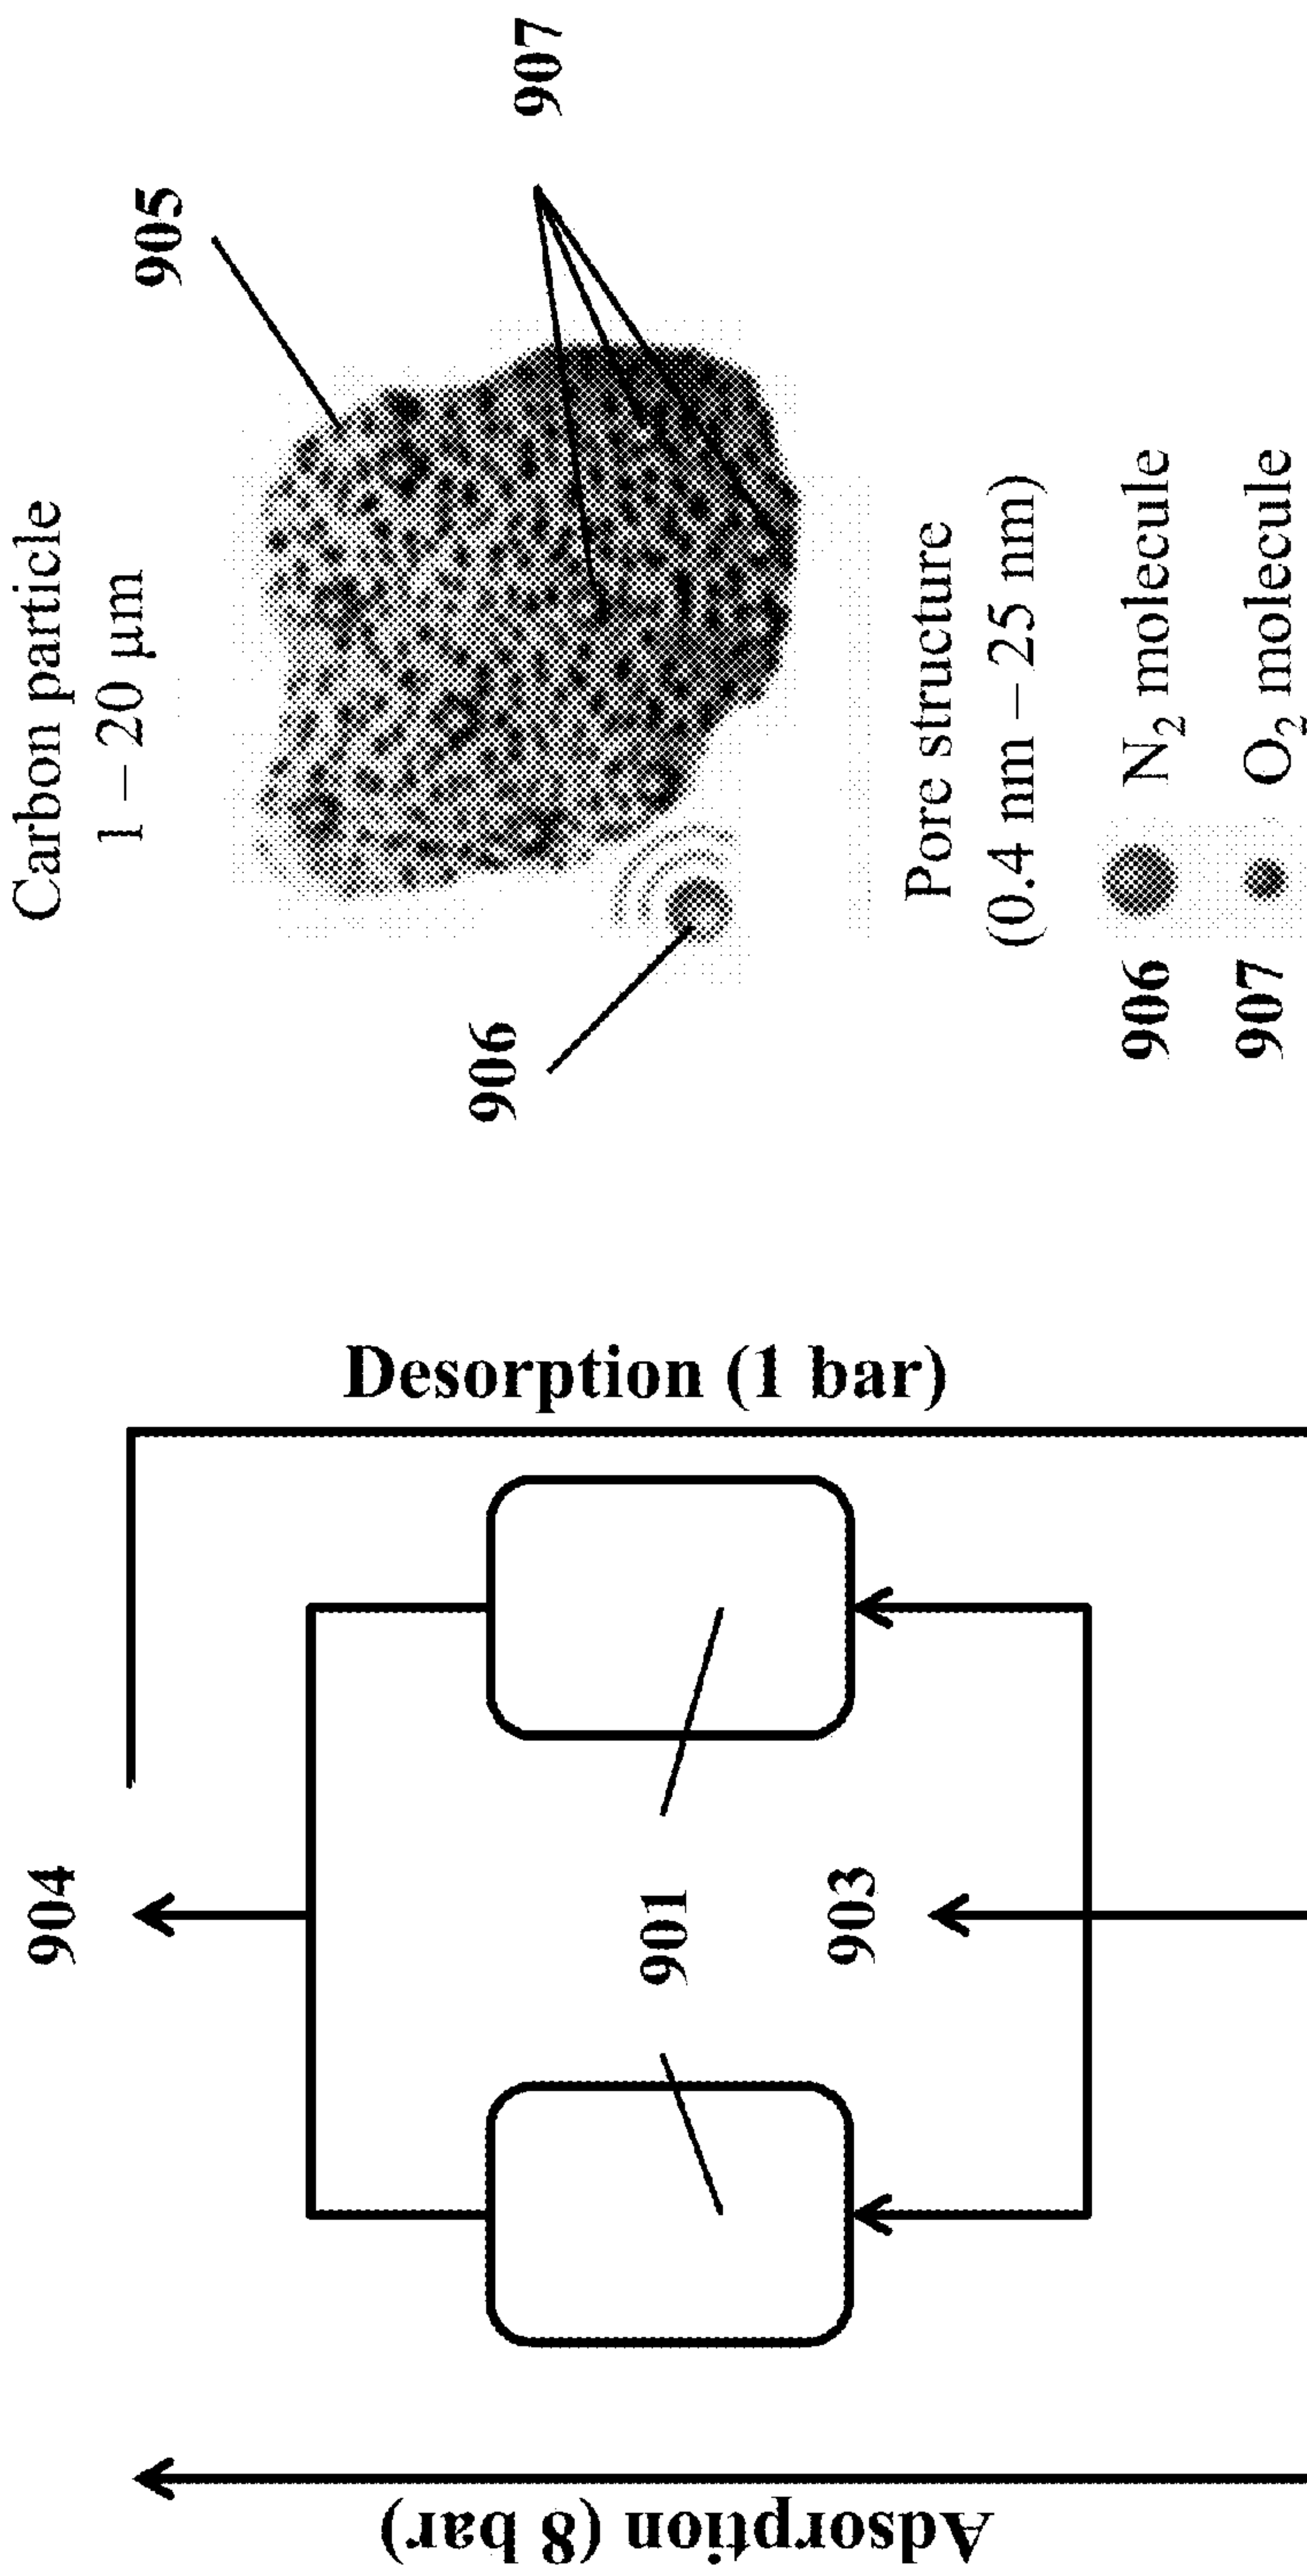 Adsorption (8 bar)
904
901
903
Desorption (1 bar)
Carbon particle
1 – 20 μm
905
906
907
Pore structure
(0.4 nm – 25 nm)
906 N₂ molecule
907 O₂ molecule